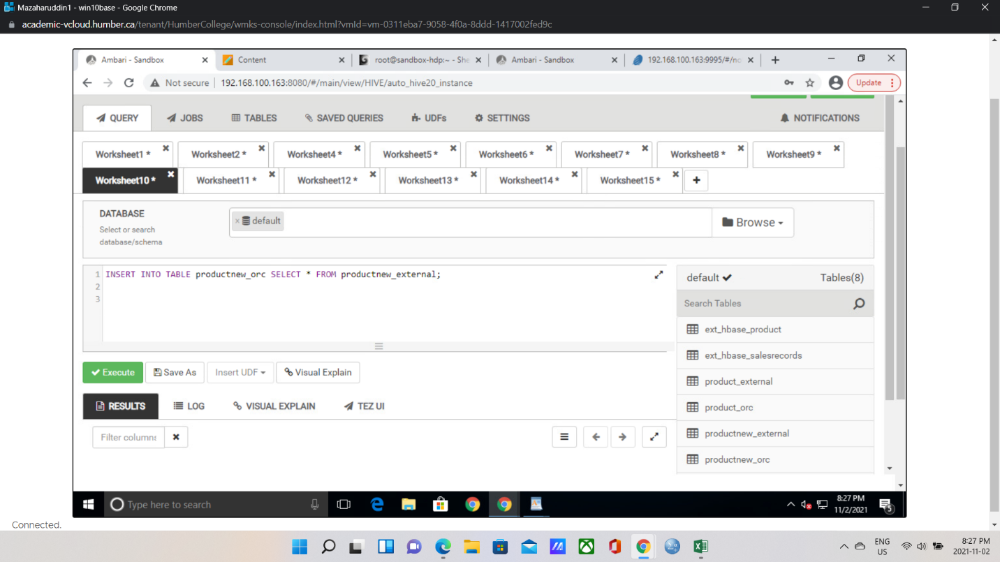 Mazaharuddin1 - win10base - Google Chrome
academic-vcloud.humber.ca/tenant/HumberCollege/wmks-console/index.html?vmId=vm-0311eba7-9058-4f0a-8ddd-1417002fed9c
Ambari - Sandbox
Content
root@sandbox-hdp:~ - She
Ambari - Sandbox
192.168.100.163:9995/#/no
Not secure
192.168.100.163:8080/#/main/view/HIVE/auto_hive20_instance
Update
QUERY
JOBS
TABLES
SAVED QUERIES
UDFs
SETTINGS
NOTIFICATIONS
Worksheet1 *
Worksheet2 *
Worksheet4 *
Worksheet5 *
Worksheet6 *
Worksheet7 *
Worksheet8 *
Worksheet9 *
Worksheet10 *
Worksheet11 *
Worksheet12 *
Worksheet13 *
Worksheet14 *
Worksheet15 *
+
DATABASE
Select or search
database/schema
x default
Browse
1 INSERT INTO TABLE productnew_orc SELECT * FROM productnew_external;
2
3
default
Tables(8)
Search Tables
ext_hbase_product
ext_hbase_salesrecords
product_external
product_orc
productnew_external
productnew_orc
Execute
Save As
Insert UDF
Visual Explain
RESULTS
LOG
VISUAL EXPLAIN
TEZ UI
Filter columns
Type here to search
8:27 PM
11/2/2021
5
Connected.
ENG
US
8:27 PM
2021-11-02